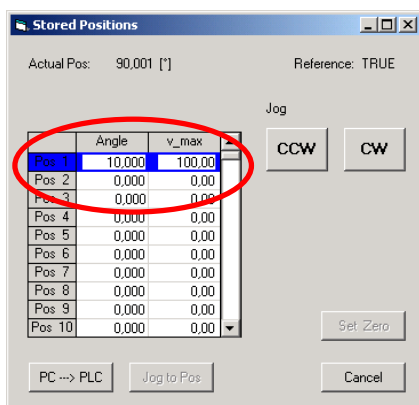 Stored Positions
Actual Pos: 90,001 [°] Reference: TRUE
Jog
Angle v_max
CCW CW
Pos 1 10,000 100,00
Pos 2 0,000 0,00
Pos 3 0,000 0,00
Pos 4 0,000 0,00
Pos 5 0,000 0,00
Pos 6 0,000 0,00
Pos 7 0,000 0,00
Pos 8 0,000 0,00
Pos 9 0,000 0,00
Pos 10 0,000 0,00
Set Zero
PC ---> PLC Jog to Pos Cancel